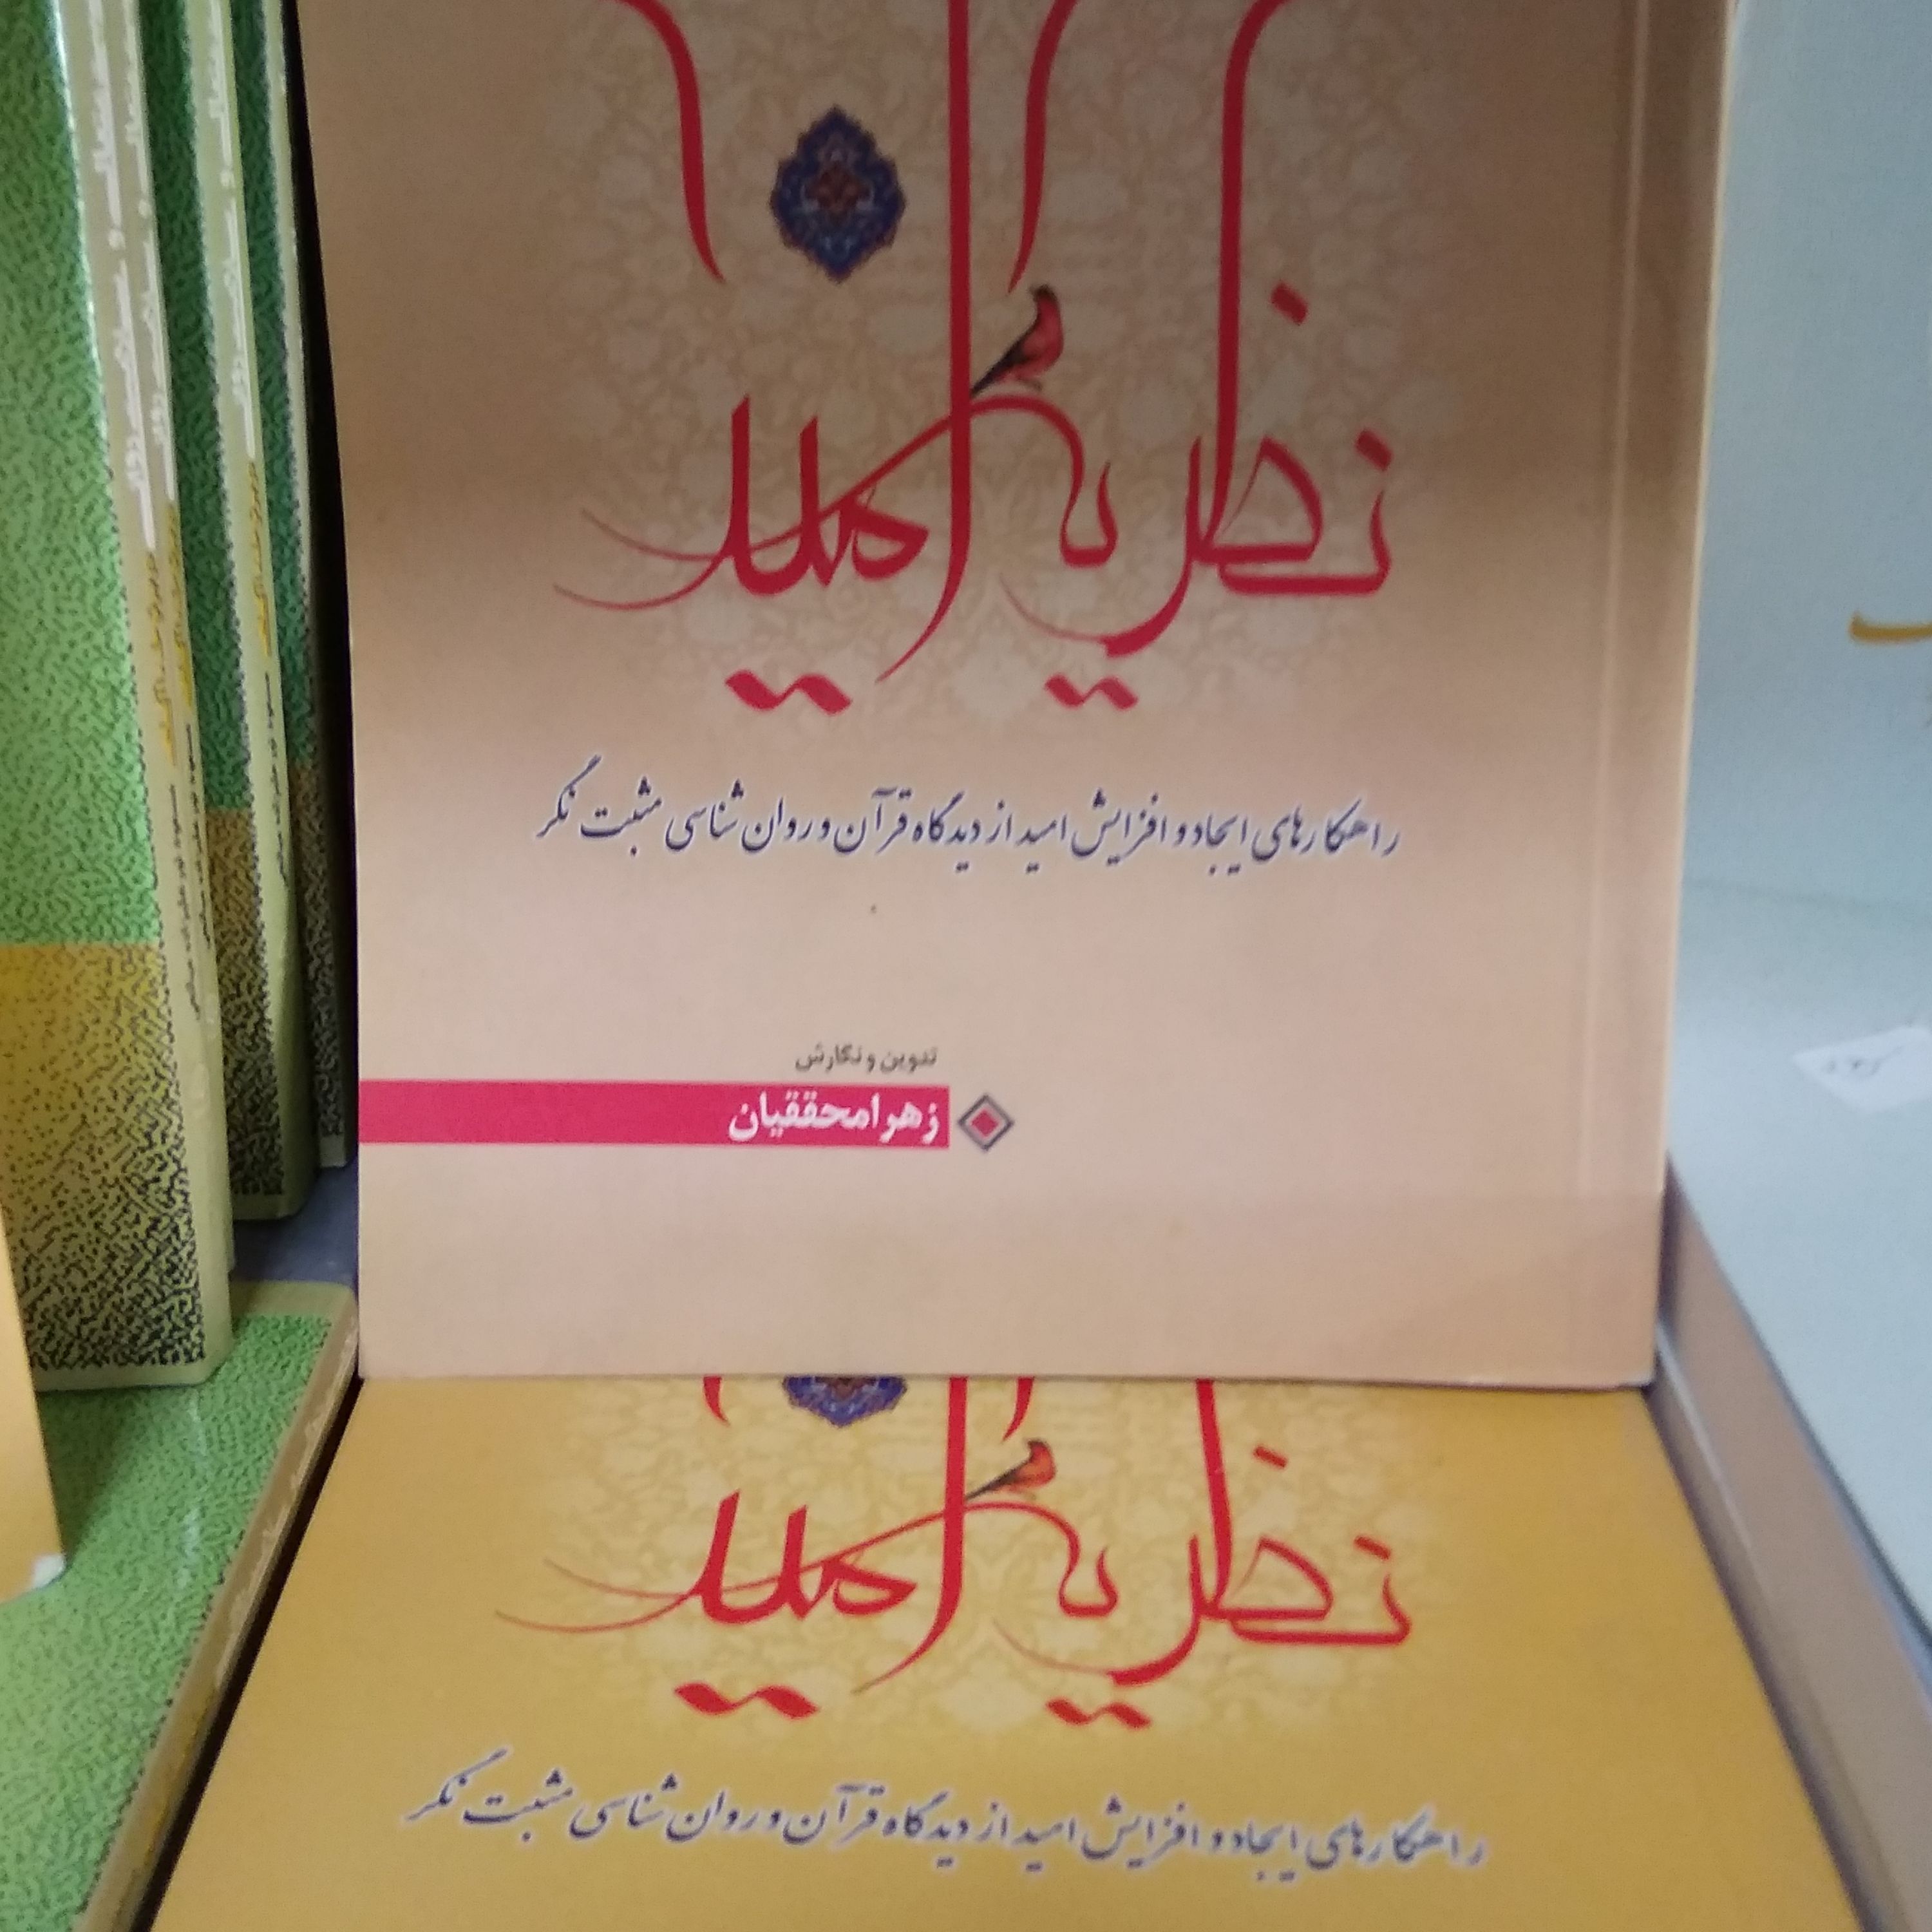 نظریهٔ امید
راهکارهای ایجاد و افزایش امید از دیدگاه قرآن و روان شناسی مثبت نگر
تدوین و نگارش
زهرا محققیان
نظریهٔ امید
راهکارهای ایجاد و افزایش امید از دیدگاه قرآن و روان شناسی مثبت نگر